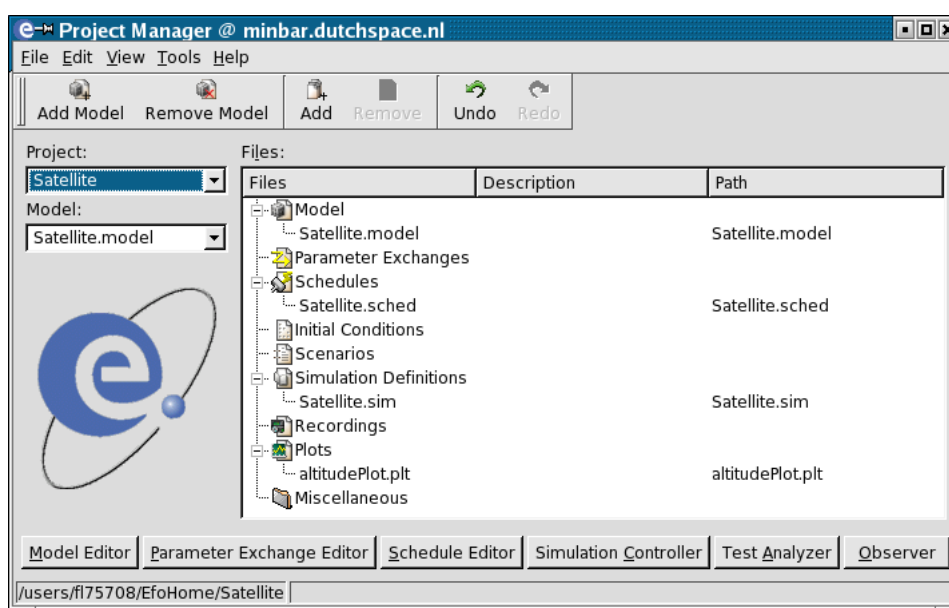 Project Manager @ minbar.dutchspace.nl
File Edit View Tools Help
Add Model Remove Model Add Remove Undo Redo
Project:
Satellite
Model:
Satellite.model
Files:
Files Description Path
Model
Satellite.model Satellite.model
Parameter Exchanges
Schedules
Satellite.sched Satellite.sched
Initial Conditions
Scenarios
Simulation Definitions
Satellite.sim Satellite.sim
Recordings
Plots
altitudePlot.plt altitudePlot.plt
Miscellaneous
Model Editor Parameter Exchange Editor Schedule Editor Simulation Controller Test Analyzer Observer
/users/fl75708/EfoHome/Satellite